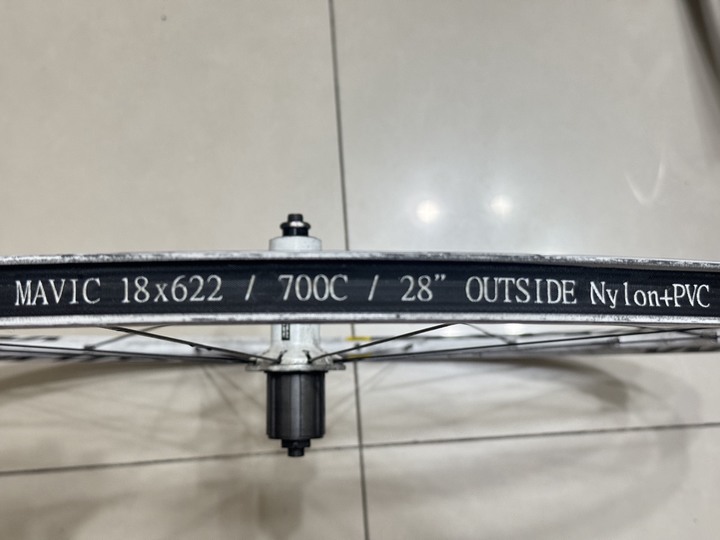 MAVIC 18x622 / 700C / 28” OUTSIDE Nylon+PVC